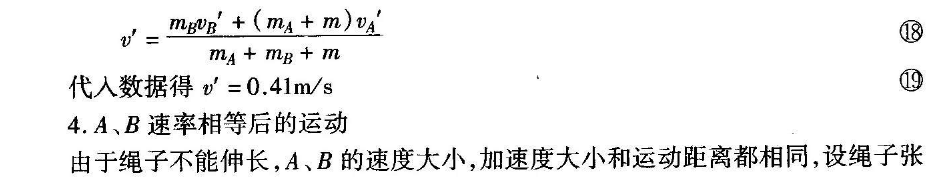 v′ = (m_B v_B′ + (m_A + m) v_A′) / (m_A + m_B + m) ⑱
代入数据得 v′ = 0.41m/s ⑲
4. A、B 速率相等后的运动
由于绳子不能伸长，A、B 的速度大小，加速度大小和运动距离都相同，设绳子张